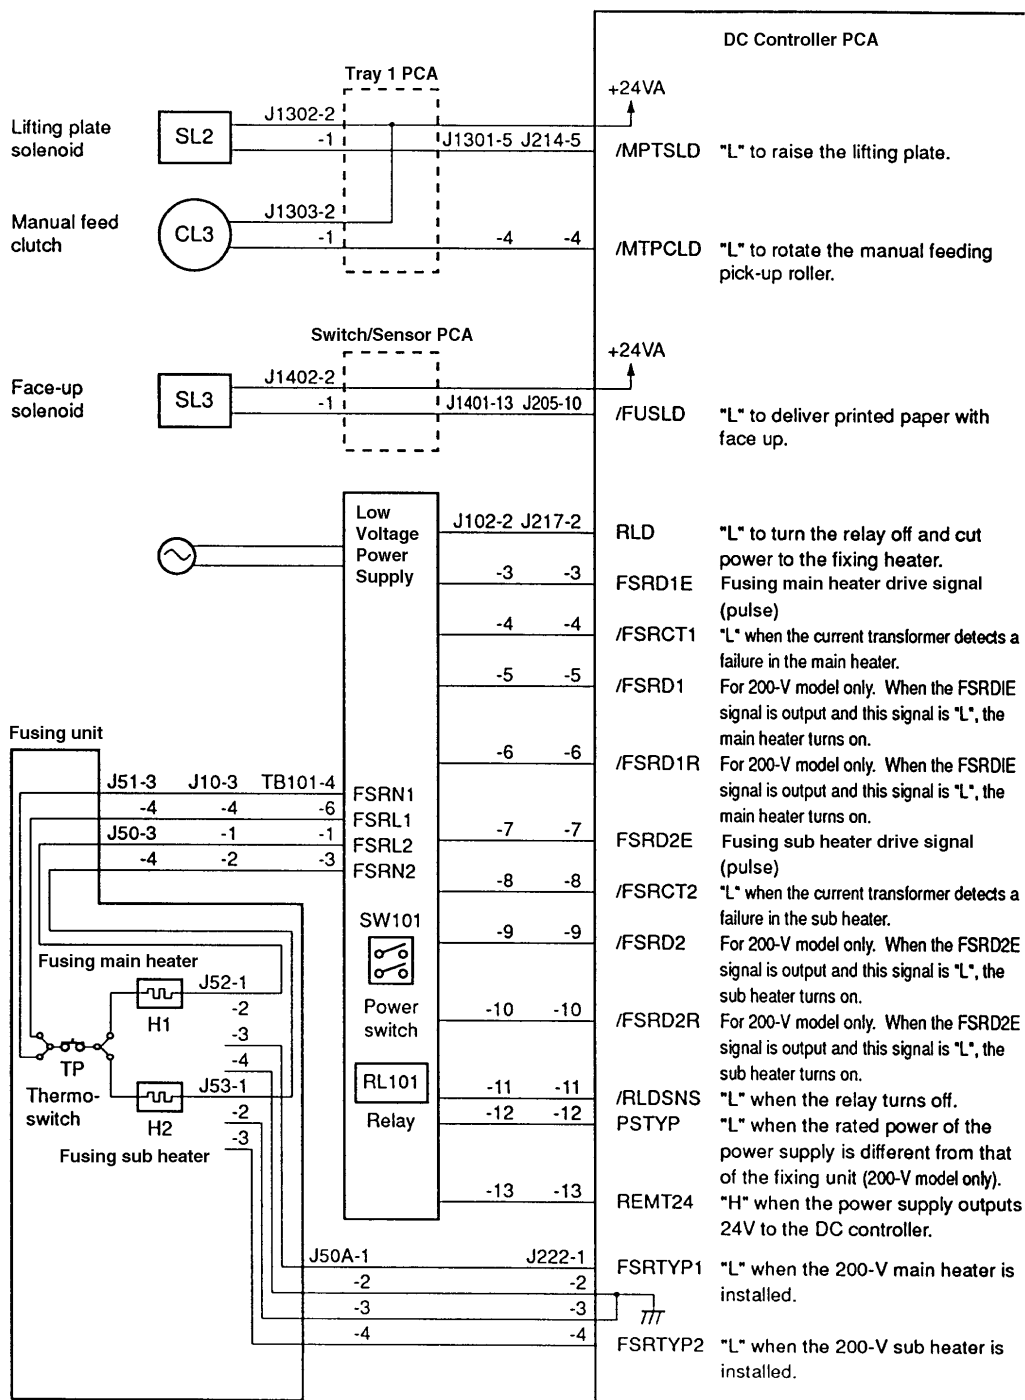 DC Controller PCA
Tray 1 PCA
+24VA
J1302-2
Lifting plate
solenoid
SL2
-1
J1301-5 J214-5
/MPTSLD "L" to raise the lifting plate.
J1303-2
Manual feed
clutch
CL3
-1
-4 -4
/MTPCLD "L" to rotate the manual feeding
pick-up roller.
Switch/Sensor PCA
+24VA
J1402-2
Face-up
solenoid
SL3
-1
J1401-13 J205-10
/FUSLD "L" to deliver printed paper with
face up.
Low
Voltage
Power
Supply
J102-2 J217-2
RLD "L" to turn the relay off and cut
power to the fixing heater.
-3 -3
FSRD1E Fusing main heater drive signal
(pulse)
-4 -4
/FSRCT1 "L" when the current transformer detects a
failure in the main heater.
-5 -5
/FSRD1 For 200-V model only. When the FSRDIE
signal is output and this signal is "L", the
main heater turns on.
-6 -6
/FSRD1R For 200-V model only. When the FSRDIE
signal is output and this signal is "L", the
main heater turns on.
-7 -7
FSRD2E Fusing sub heater drive signal
(pulse)
-8 -8
/FSRCT2 "L" when the current transformer detects a
failure in the sub heater.
-9 -9
/FSRD2 For 200-V model only. When the FSRD2E
signal is output and this signal is "L", the
sub heater turns on.
-10 -10
/FSRD2R For 200-V model only. When the FSRD2E
signal is output and this signal is "L", the
sub heater turns on.
-11 -11
/RLDSNS "L" when the relay turns off.
-12 -12
PSTYP "L" when the rated power of the
power supply is different from that
of the fixing unit (200-V model only).
-13 -13
REMT24 "H" when the power supply outputs
24V to the DC controller.
Fusing unit
J51-3 J10-3 TB101-4
FSRN1
-4 -4 -6
FSRL1
J50-3 -1 -1
FSRL2
-4 -2 -3
FSRN2
SW101
Power
switch
RL101
Relay
Fusing main heater
J52-1
-2
-3
-4
H1
TP
Thermo-
switch
J53-1
-2
-3
H2
Fusing sub heater
J50A-1 J222-1
FSRTYP1 "L" when the 200-V main heater is
installed.
-2 -2
-3 -3
-4 -4
FSRTYP2 "L" when the 200-V sub heater is
installed.